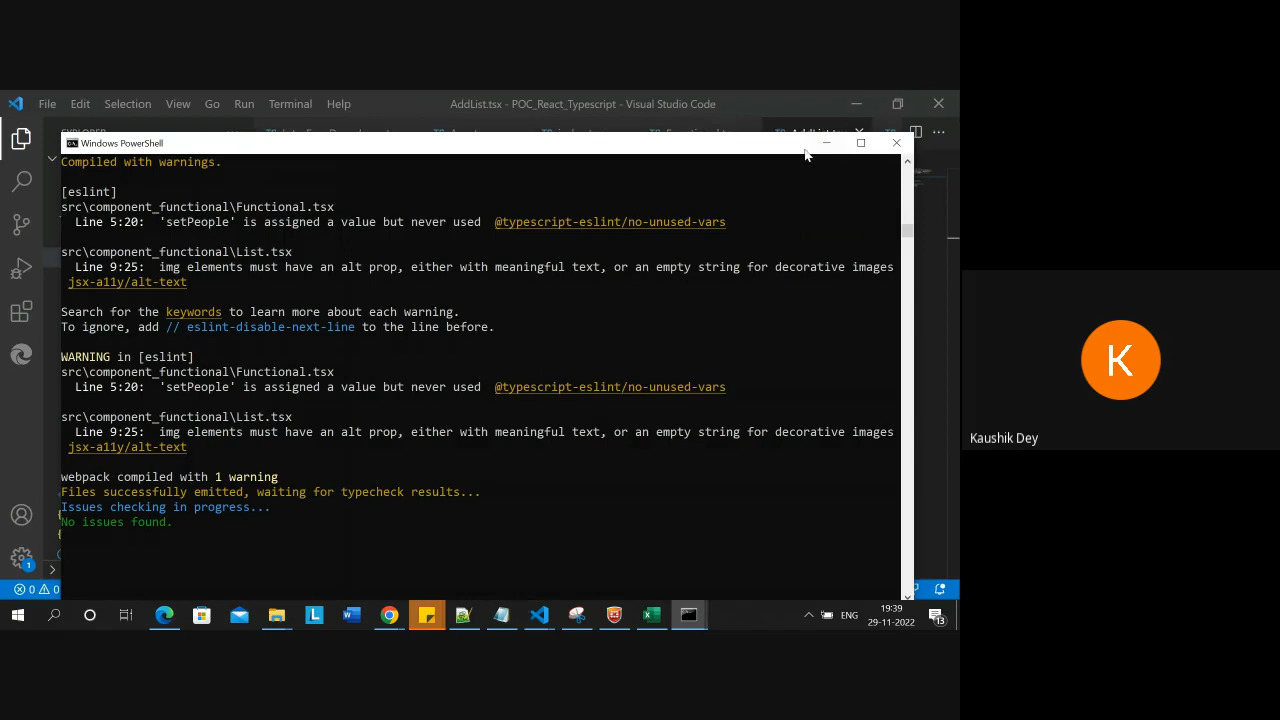 File Edit Selection View Go Run Terminal Help AddList.tsx - POC_React_Typescript - Visual Studio Code
Windows PowerShell
Compiled with warnings.
[eslint]
src\component_functional\Functional.tsx
Line 5:20: 'setPeople' is assigned a value but never used @typescript-eslint/no-unused-vars
src\component_functional\List.tsx
Line 9:25: img elements must have an alt prop, either with meaningful text, or an empty string for decorative images
jsx-a11y/alt-text
Search for the keywords to learn more about each warning.
To ignore, add // eslint-disable-next-line to the line before.
WARNING in [eslint]
src\component_functional\Functional.tsx
Line 5:20: 'setPeople' is assigned a value but never used @typescript-eslint/no-unused-vars
src\component_functional\List.tsx
Line 9:25: img elements must have an alt prop, either with meaningful text, or an empty string for decorative images
jsx-a11y/alt-text
webpack compiled with 1 warning
Files successfully emitted, waiting for typecheck results...
Issues checking in progress...
No issues found.
1
0 0
L
ENG
19:39
29-11-2022
13
K
Kaushik Dey